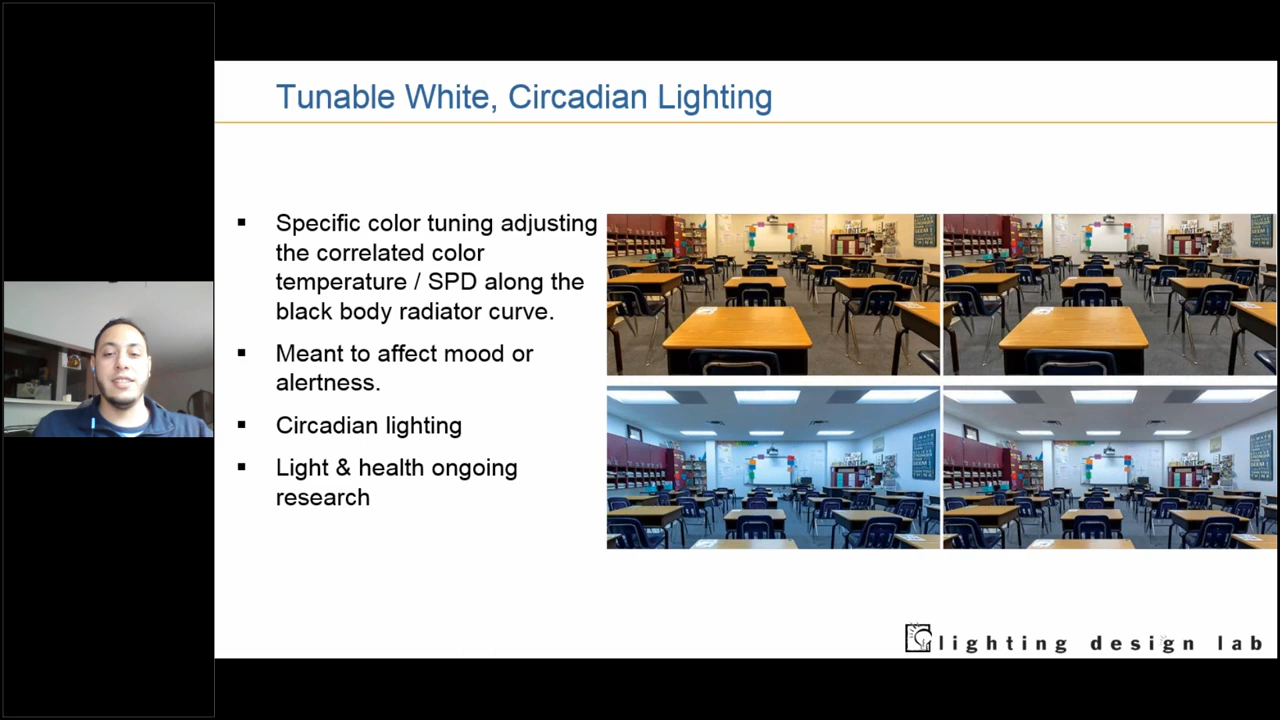 Tunable White, Circadian Lighting
Specific color tuning adjusting
the correlated color
temperature / SPD along the
black body radiator curve.
Meant to affect mood or
alertness.
Circadian lighting
Light & health ongoing
research
lighting design lab